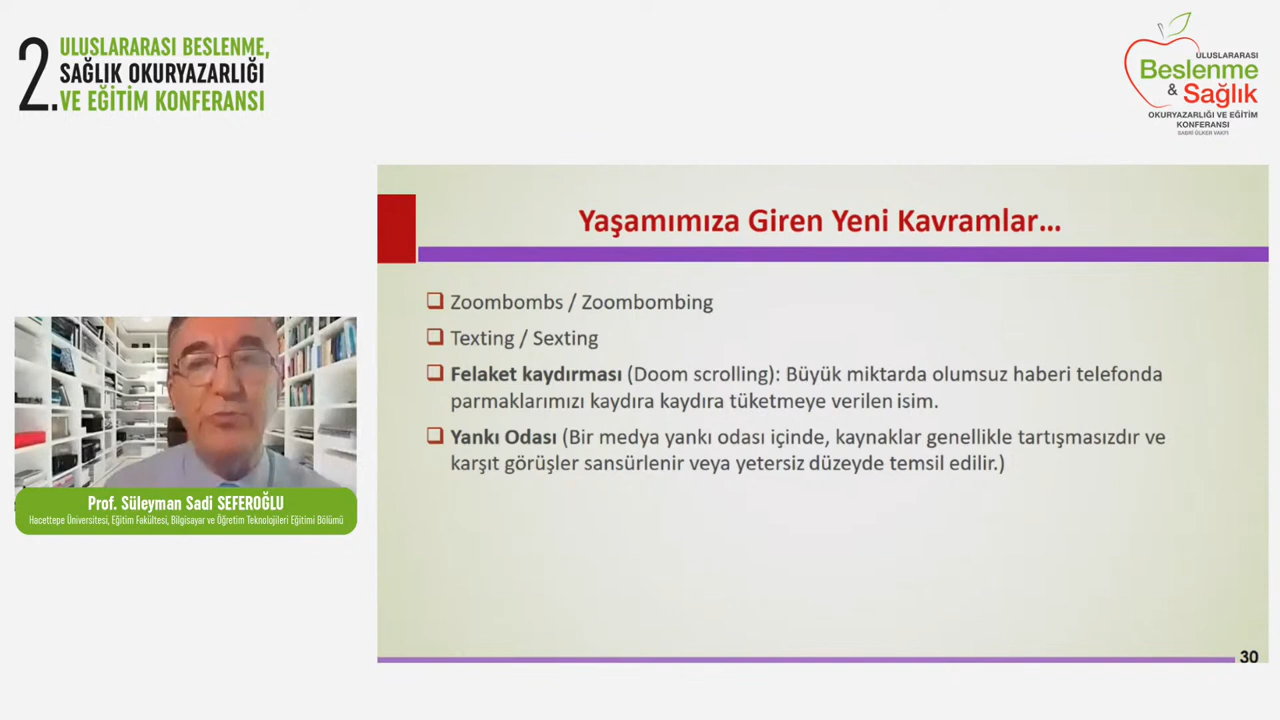 2. ULUSLARARASI BESLENME,
SAĞLIK OKURYAZARLIĞI
VE EĞİTİM KONFERANSI
ULUSLARARASI
Beslenme
& Sağlık
OKURYAZARLIĞI VE EĞİTİM
KONFERANSI
SABRİ ÜLKER VAKFI
Yaşamımıza Giren Yeni Kavramlar...
Zoombombs / Zoombombing
Texting / Sexting
Felaket kaydırması (Doom scrolling): Büyük miktarda olumsuz haberi telefonda
parmaklarımızı kaydıra kaydıra tüketmeye verilen isim.
Yankı Odası (Bir medya yankı odası içinde, kaynaklar genellikle tartışmasızdır ve
karşıt görüşler sansürlenir veya yetersiz düzeyde temsil edilir.)
30
Prof. Süleyman Sadi SEFEROĞLU
Hacettepe Üniversitesi, Eğitim Fakültesi, Bilgisayar ve Öğretim Teknolojileri Eğitimi Bölümü